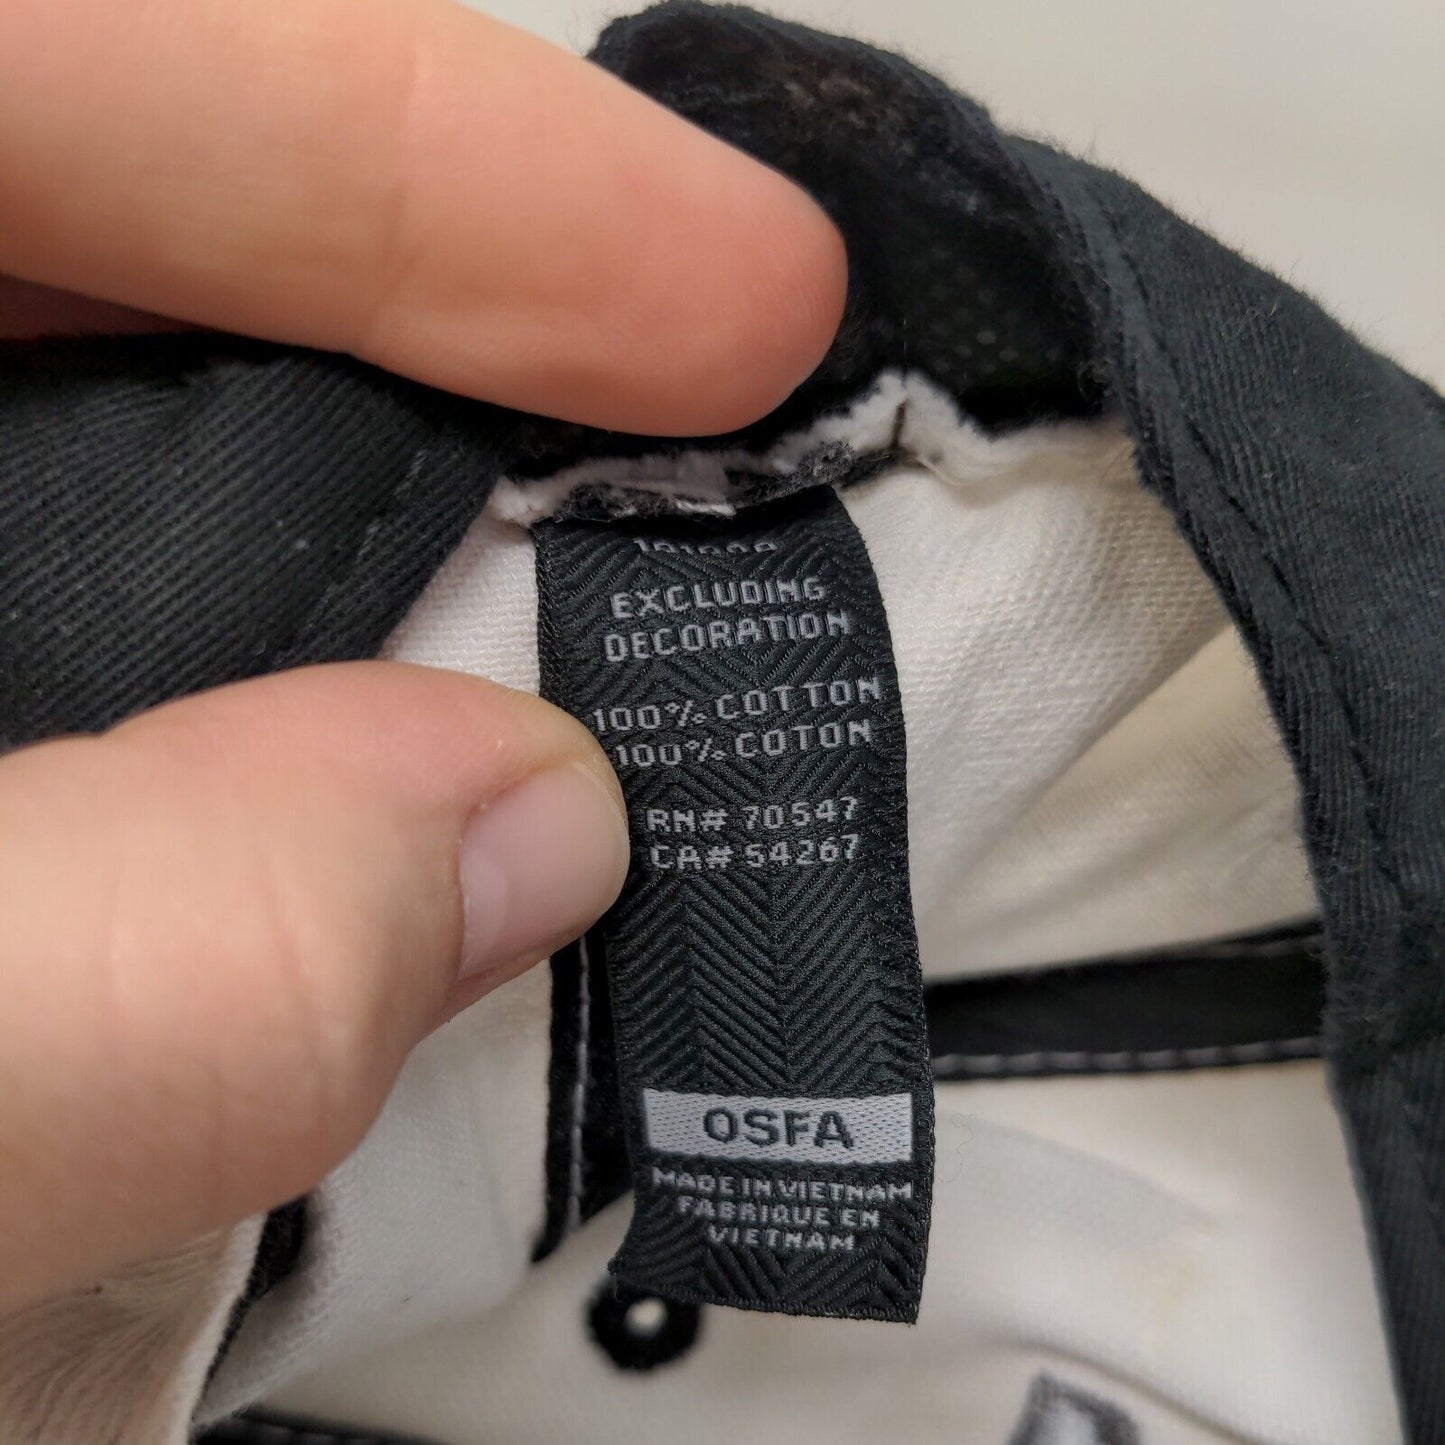 EXCLUDING
DECORATION
100% COTTON
100% COTON
RN# 70547
CA# 54267
OSFA
MADE IN VIETNAM
FABRIQUE EN
VIETNAM